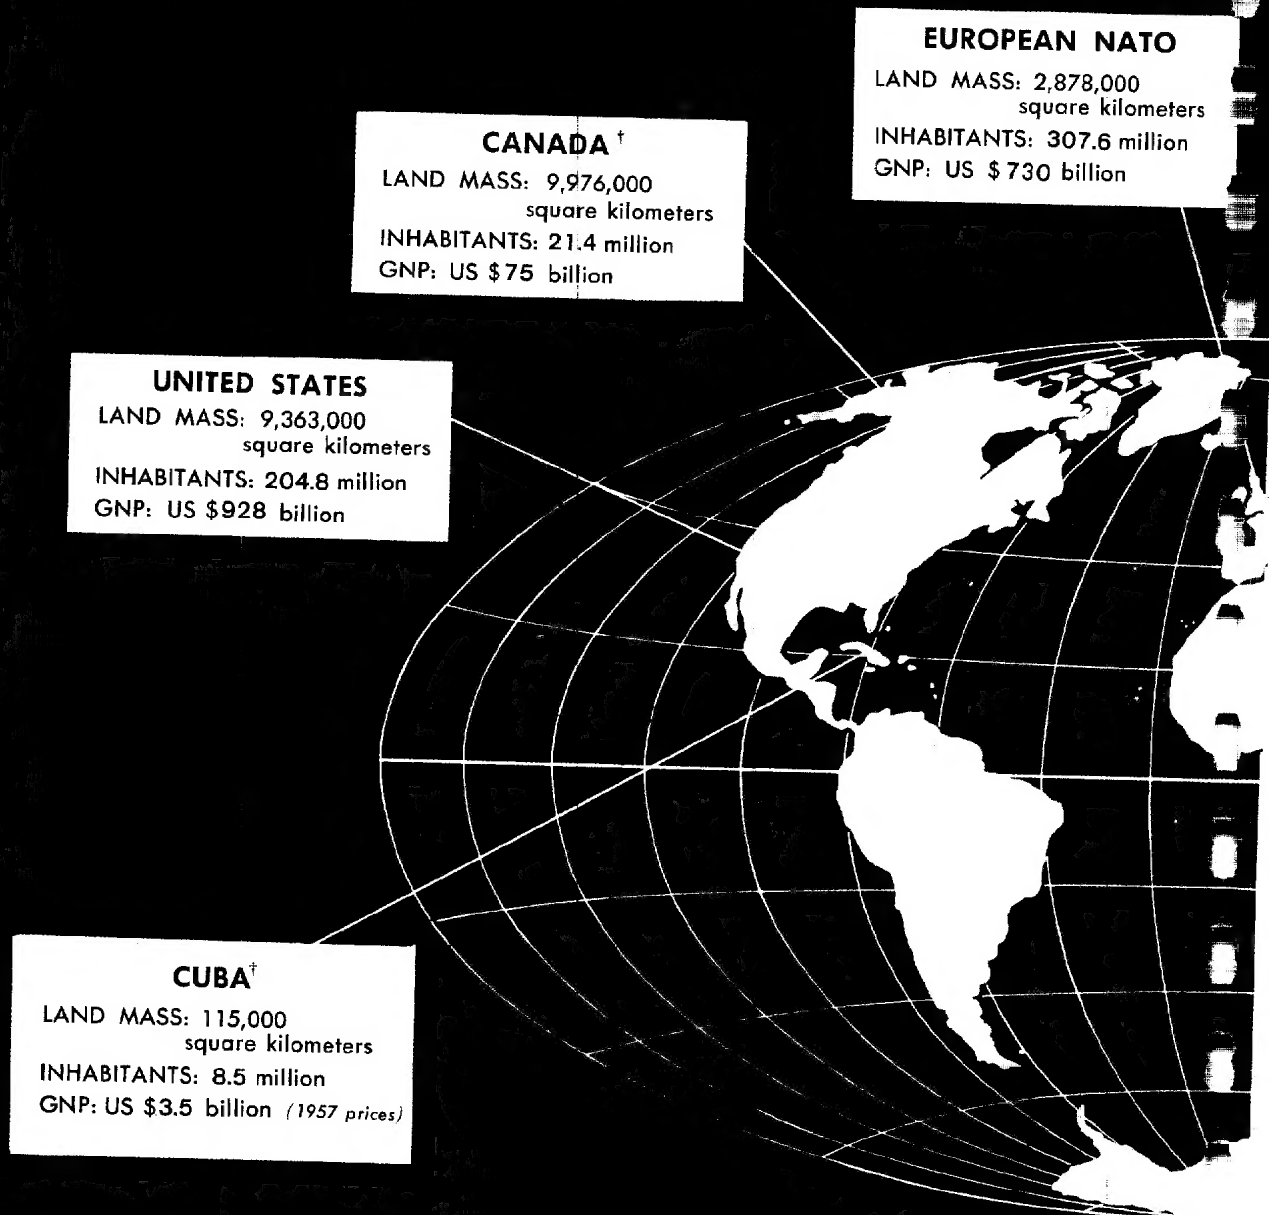 EUROPEAN NATO
LAND MASS: 2,878,000
square kilometers
INHABITANTS: 307.6 million
GNP: US $730 billion
CANADA†
LAND MASS: 9,976,000
square kilometers
INHABITANTS: 21.4 million
GNP: US $75 billion
UNITED STATES
LAND MASS: 9,363,000
square kilometers
INHABITANTS: 204.8 million
GNP: US $928 billion
CUBA†
LAND MASS: 115,000
square kilometers
INHABITANTS: 8.5 million
GNP: US $3.5 billion (1957 prices)